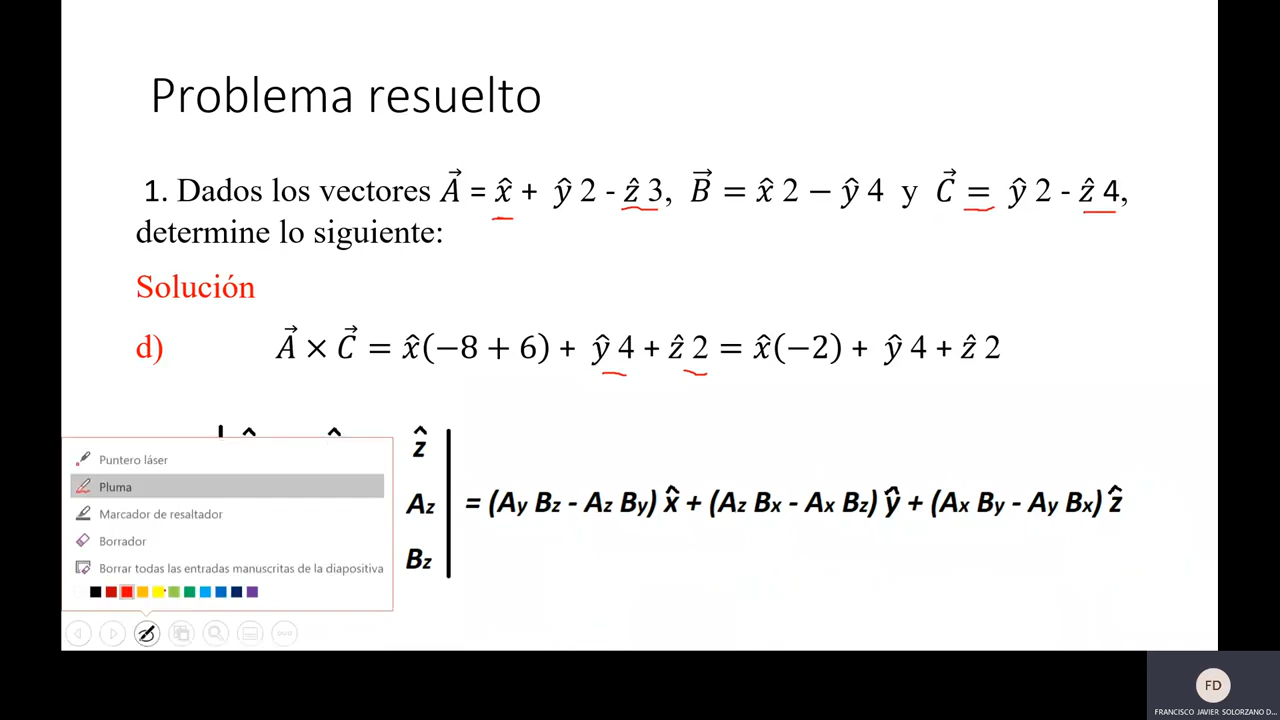 Problema resuelto
1. Dados los vectores A⃗ = x̂ + ŷ 2 - ẑ 3, B⃗ = x̂ 2 − ŷ 4 y C⃗ = ŷ 2 - ẑ 4,
determine lo siguiente:
Solución
d) A⃗ × C⃗ = x̂(−8 + 6) + ŷ 4 + ẑ 2 = x̂(−2) + ŷ 4 + ẑ 2
ẑ
Az = (Ay Bz - Az By) x̂ + (Az Bx - Ax Bz) ŷ + (Ax By - Ay Bx) ẑ
Bz
Puntero láser
Pluma
Marcador de resaltador
Borrador
Borrar todas las entradas manuscritas de la diapositiva
FD
FRANCISCO JAVIER SOLORZANO D...